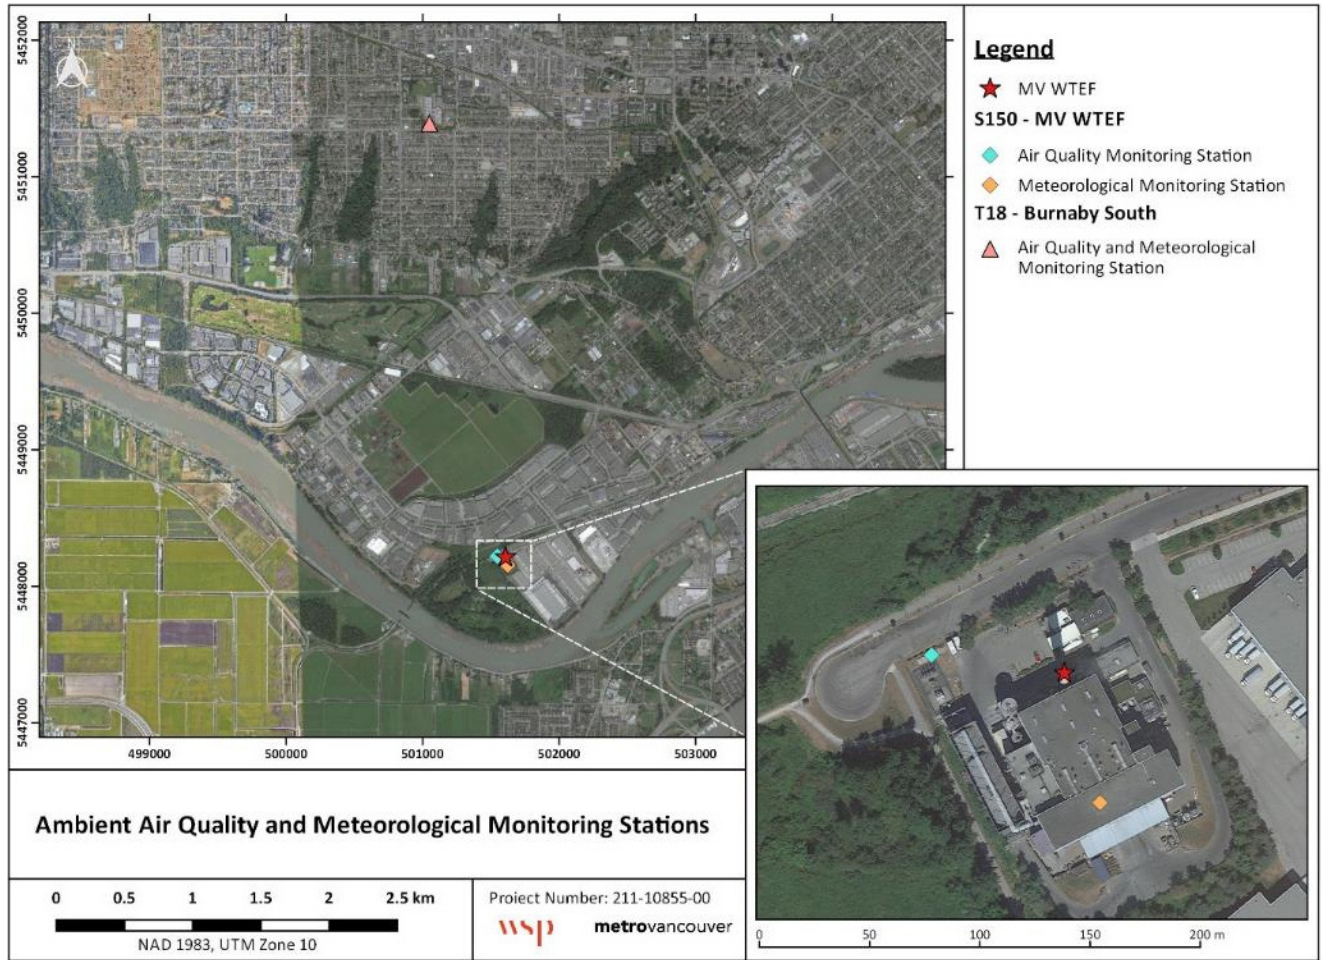 5452000
5451000
5450000
5449000
5448000
5447000
499000
500000
501000
502000
503000
Legend
MV WTEF
S150 - MV WTEF
Air Quality Monitoring Station
Meteorological Monitoring Station
T18 - Burnaby South
Air Quality and Meteorological
Monitoring Station
0
50
100
150
200 m
Ambient Air Quality and Meteorological Monitoring Stations
0
0.5
1
1.5
2
2.5 km
NAD 1983, UTM Zone 10
Project Number: 211-10855-00
wsp
metrovancouver